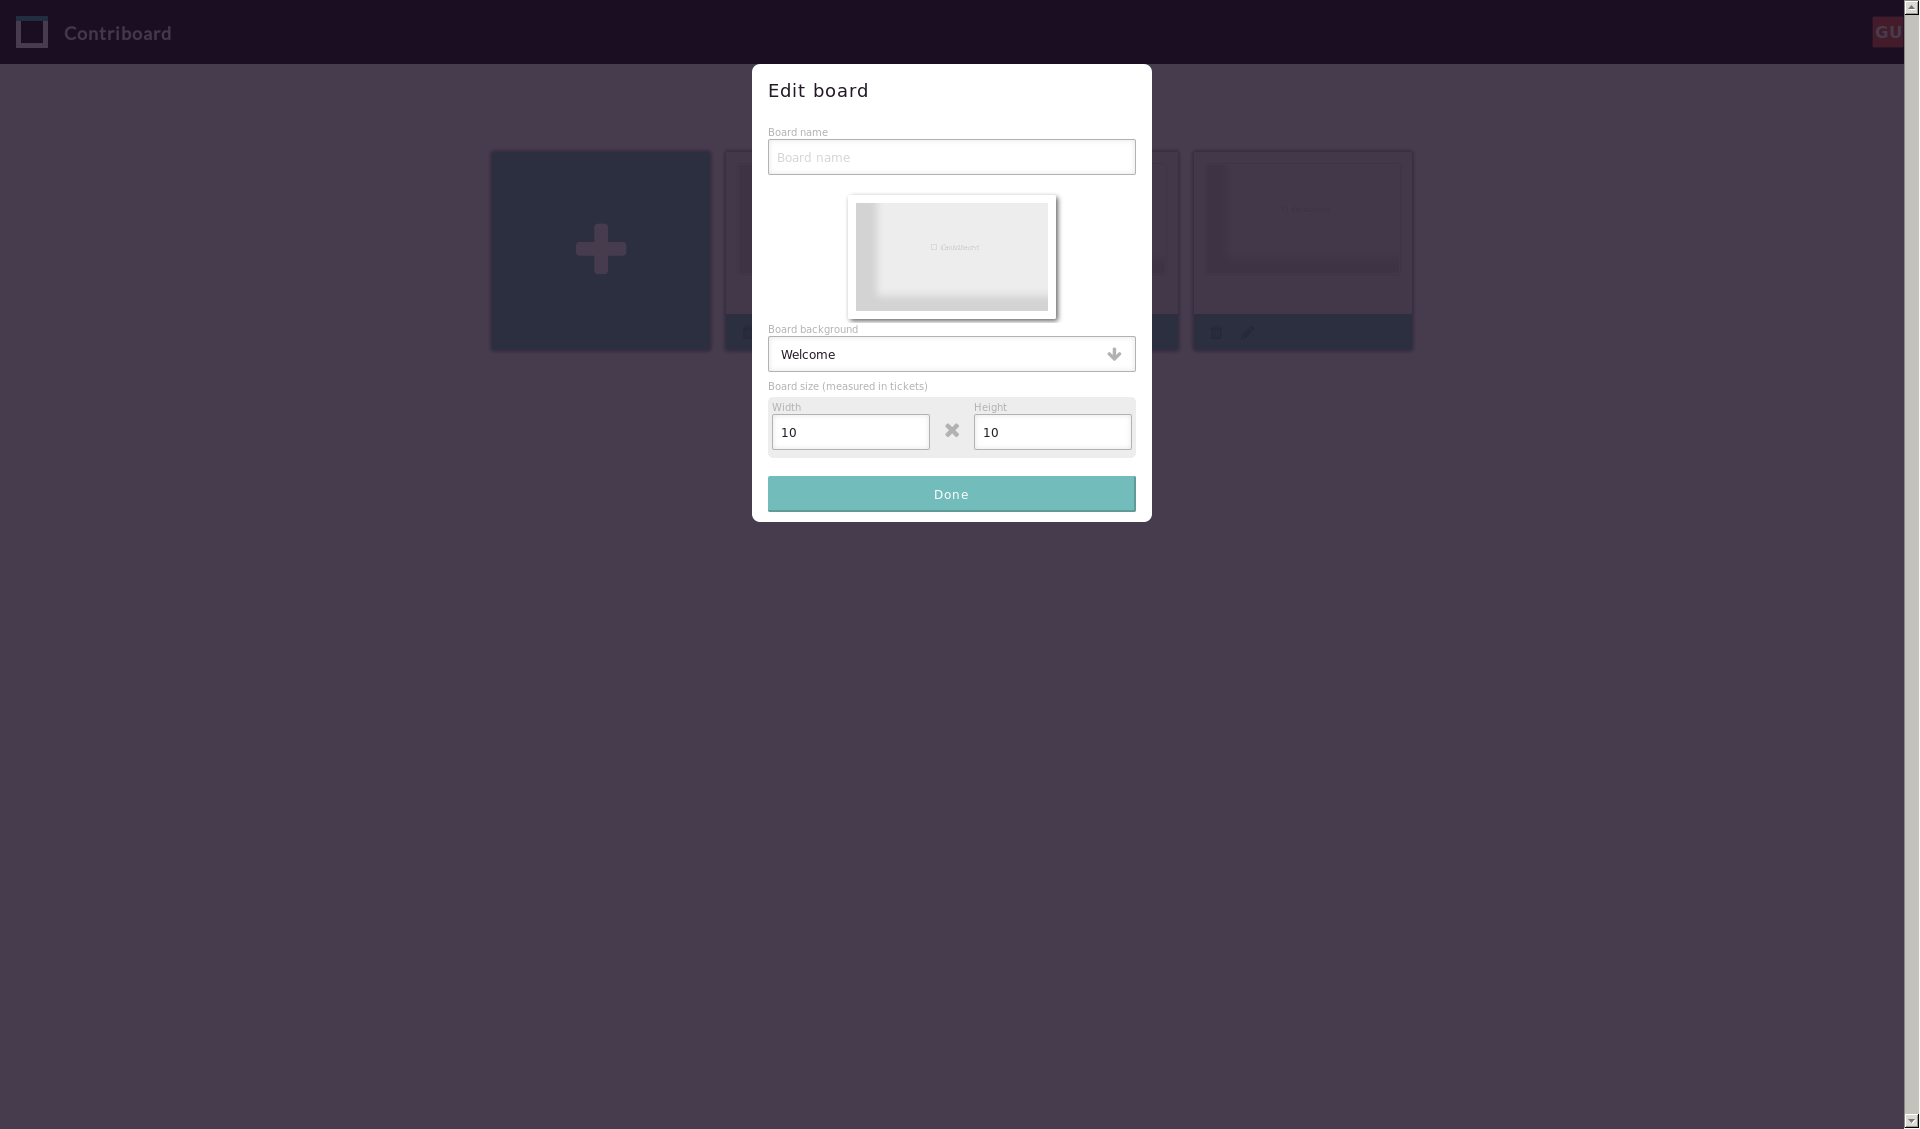 Contriboard
GU
Edit board
Board name
Board name
Contriboard
Board background
Welcome
Board size (measured in tickets)
Width
Height
10
10
Done